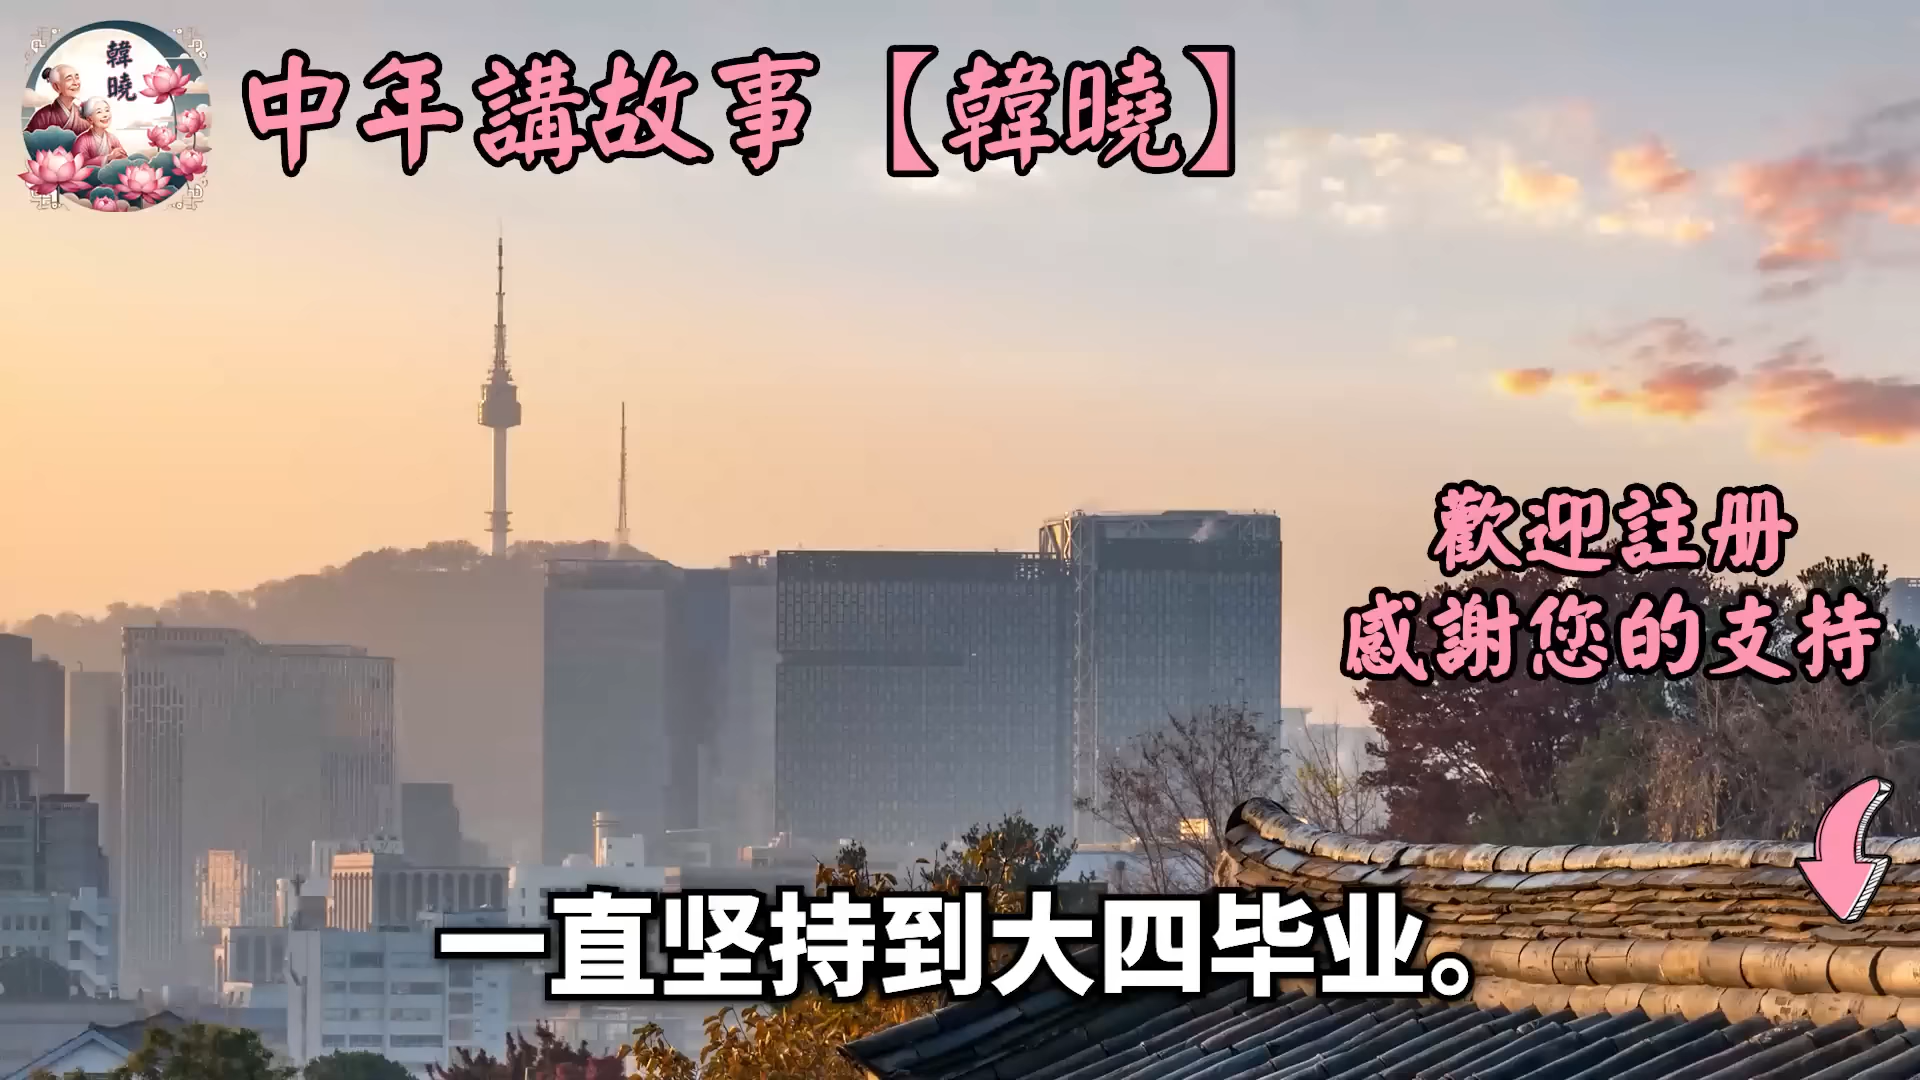 韓
曉
中年講故事【韓曉】
歡迎註册
感謝您的支持
一直坚持到大四毕业。